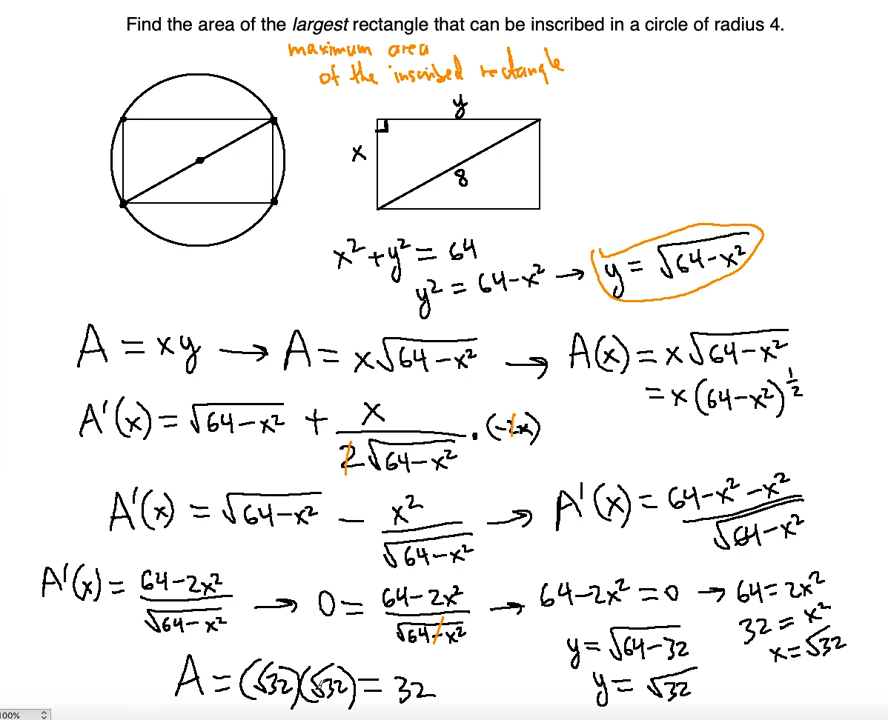 Find the area of the largest rectangle that can be inscribed in a circle of radius 4.
maximum area
of the inscribed rectangle
y
x
8
x² + y² = 64
y² = 64 - x² → y = √(64 - x²)
A = xy → A = x√(64 - x²) → A(x) = x√(64 - x²)
= x(64 - x²)^(1/2)
A'(x) = √(64 - x²) + x/(2√(64 - x²)) · (-2x)
A'(x) = √(64 - x²) - x²/√(64 - x²) → A'(x) = (64 - x² - x²)/√(64 - x²)
A'(x) = (64 - 2x²)/√(64 - x²) → 0 = (64 - 2x²)/√(64 - x²) → 64 - 2x² = 0 → 64 = 2x²
32 = x²
x = √32
y = √(64 - 32)
y = √32
A = (√32)(√32) = 32
100%